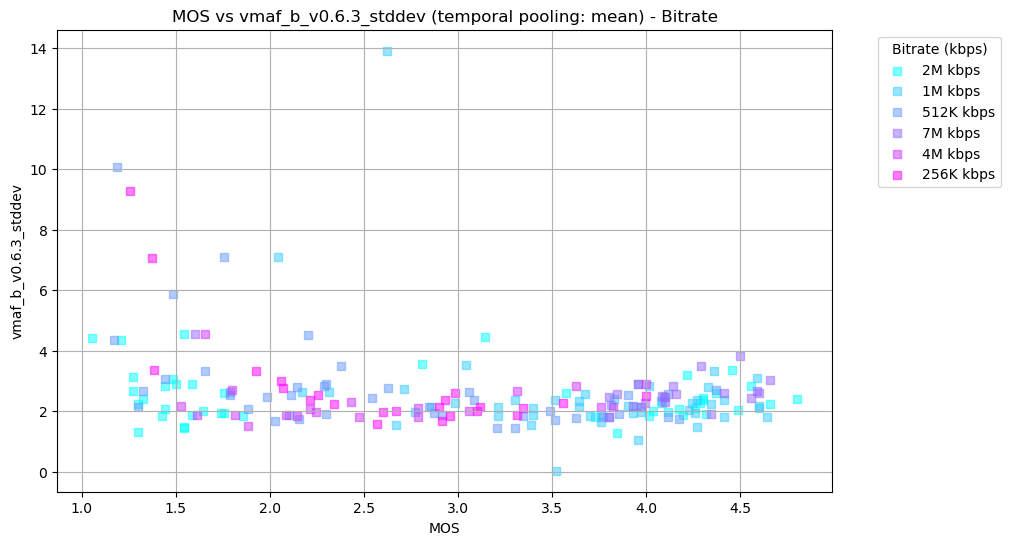 MOS vs vmaf_b_v0.6.3_stddev (temporal pooling: mean) - Bitrate
vmaf_b_v0.6.3_stddev
14
12
10
8
6
4
2
0
1.0 1.5 2.0 2.5 3.0 3.5 4.0 4.5
MOS
Bitrate (kbps)
2M kbps
1M kbps
512K kbps
7M kbps
4M kbps
256K kbps